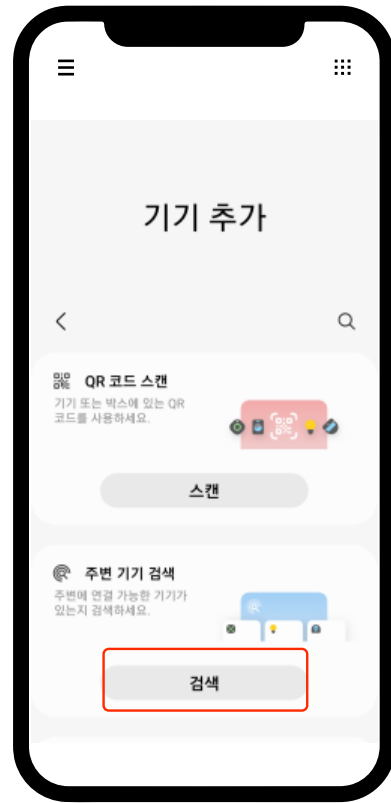 기기 추가
QR 코드 스캔
기기 또는 박스에 있는 QR
코드를 사용하세요.
스캔
주변 기기 검색
주변에 연결 가능한 기기가
있는지 검색하세요.
검색